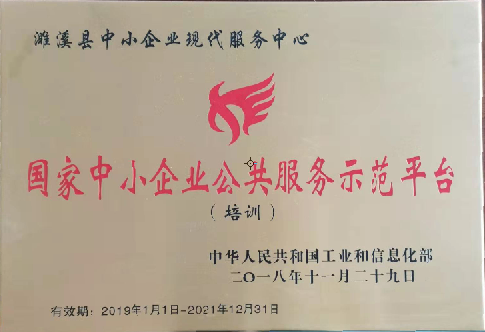 濉溪县中小企业现代服务中心
国家中小企业公共服务示范平台
（培训）
中华人民共和国工业和信息化部
二〇一八年十一月二十九日
有效期：2019年1月1日-2021年12月31日